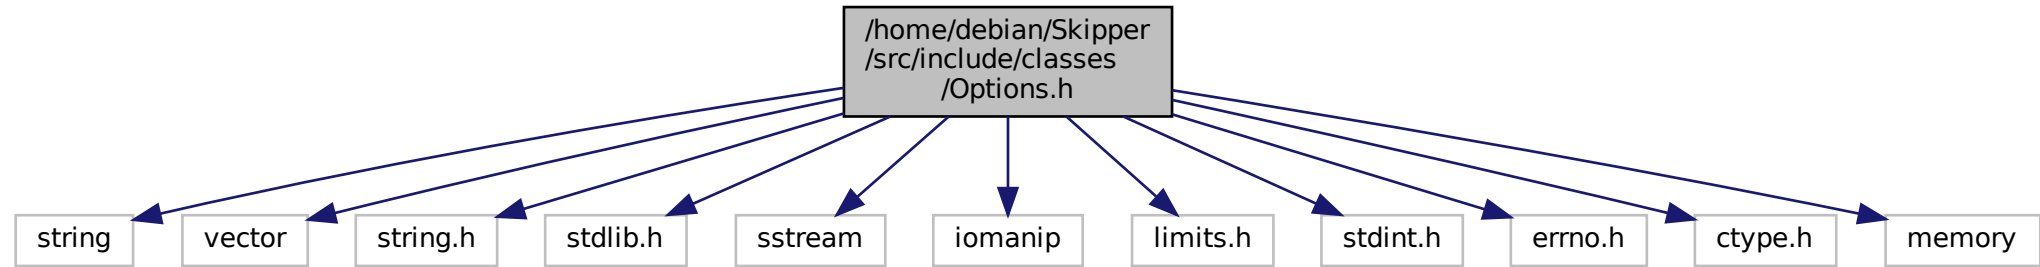 /home/debian/Skipper
/src/include/classes
/Options.h
string
vector
string.h
stdlib.h
sstream
iomanip
limits.h
stdint.h
errno.h
ctype.h
memory